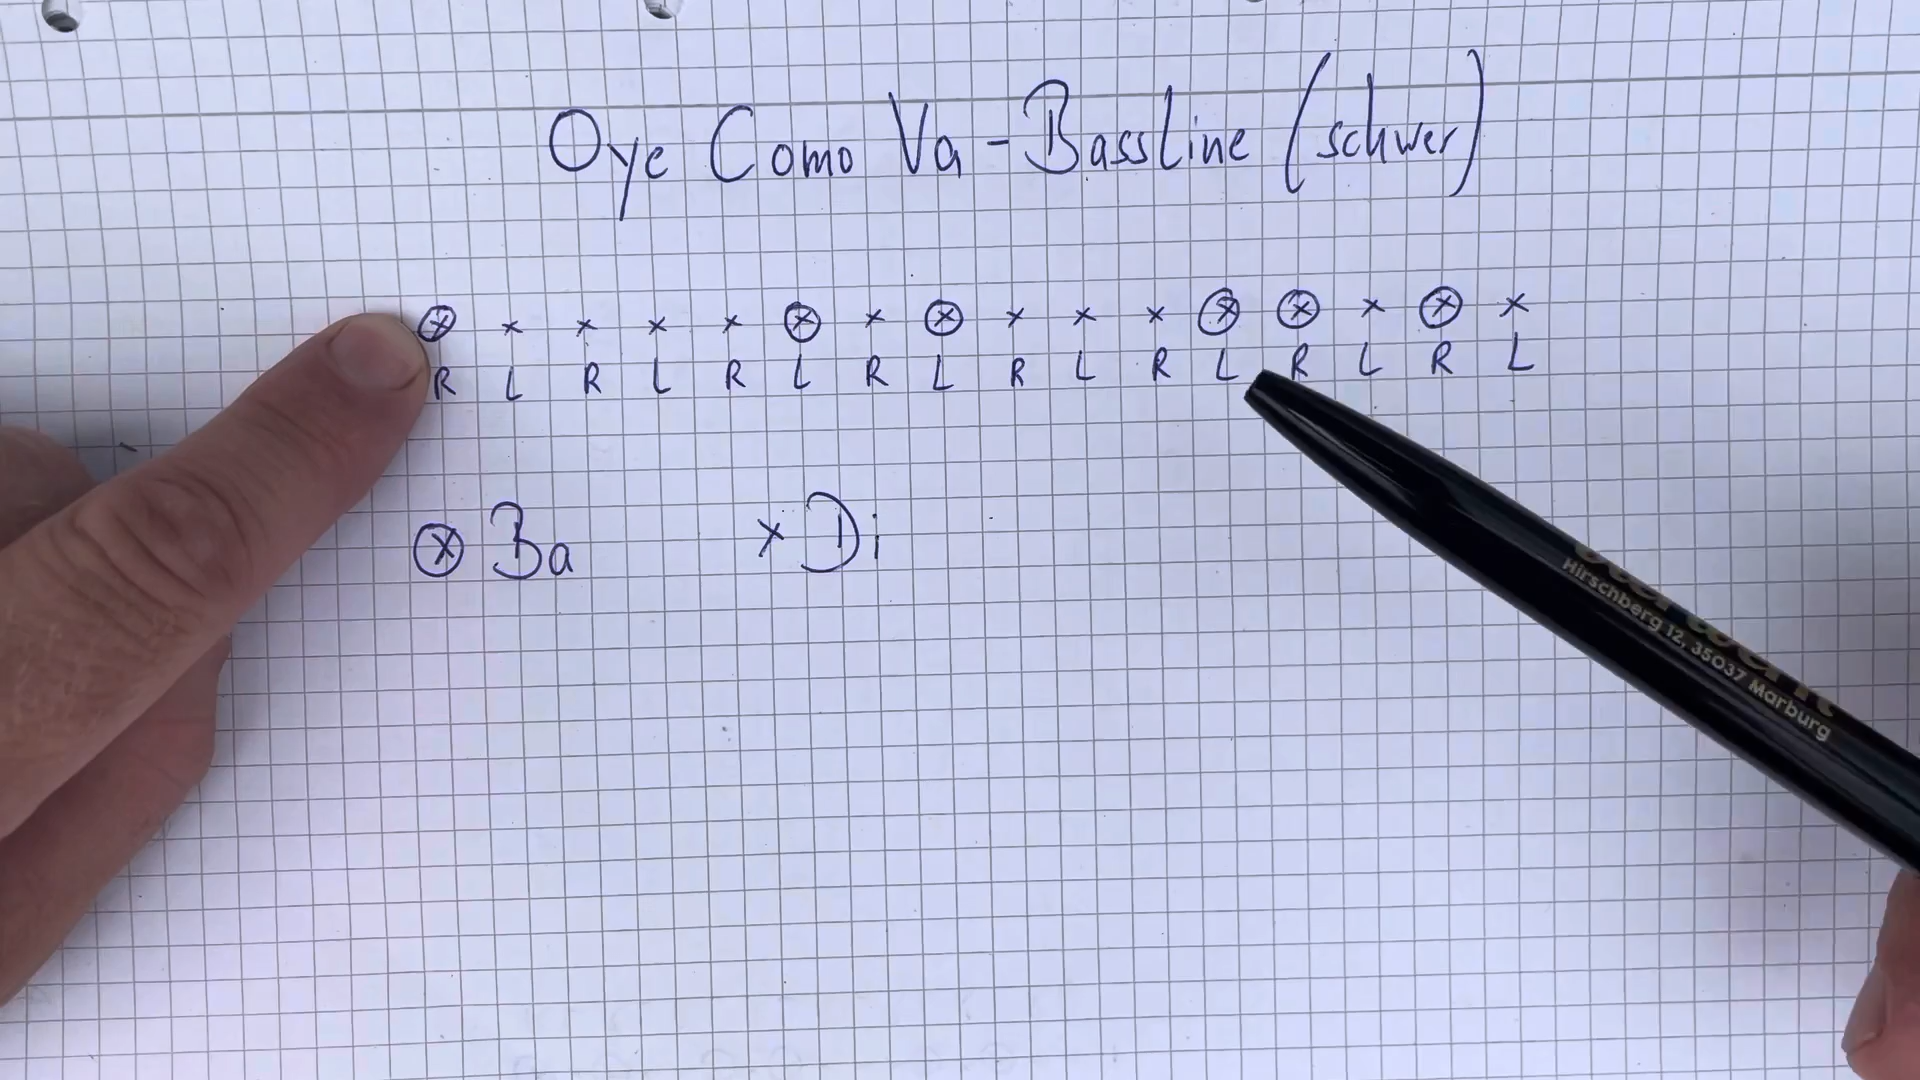 Oye Como Va - Bassline (schwer)
ⓧ x x x x ⓧ x ⓧ x x x ⓧ ⓧ x ⓧ x
R L R L R L R L R L R L R L R L
ⓧ Ba x Di
Hirschberg 12, 35037 Marburg